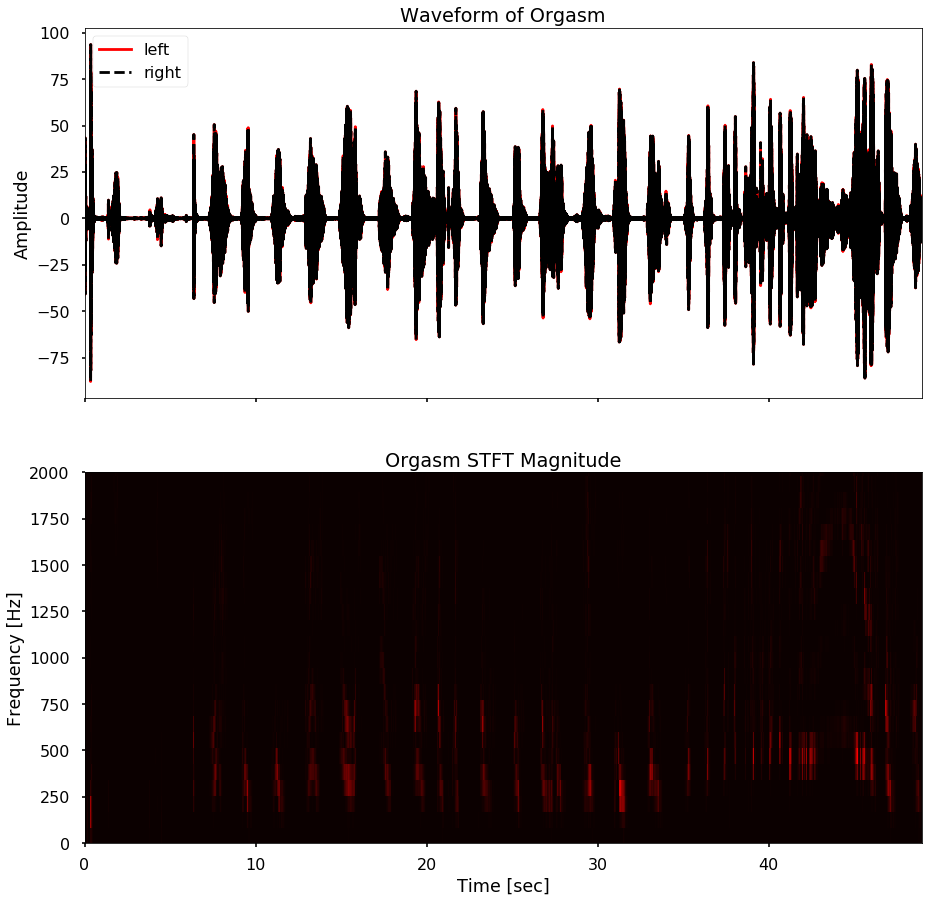 Waveform of Orgasm
100
75
50
25
0
−25
−50
−75
Amplitude
left
right
Orgasm STFT Magnitude
2000
1750
1500
1250
1000
750
500
250
0
Frequency [Hz]
0 10 20 30 40
Time [sec]